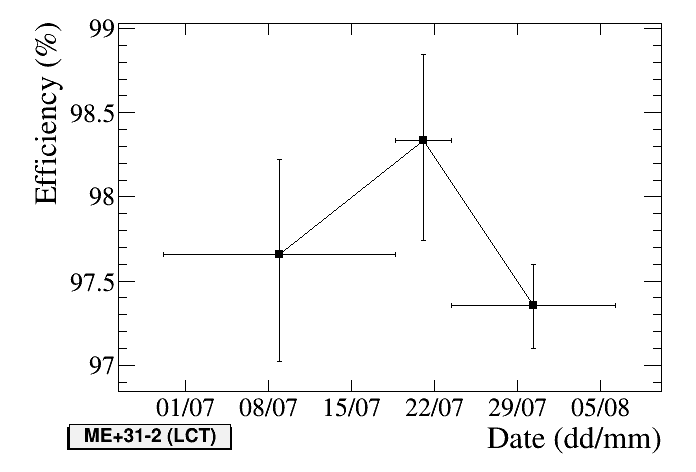 Efficiency (%)
99
98.5
98
97.5
97
01/07 08/07 15/07 22/07 29/07 05/08
ME+31-2 (LCT)
Date (dd/mm)